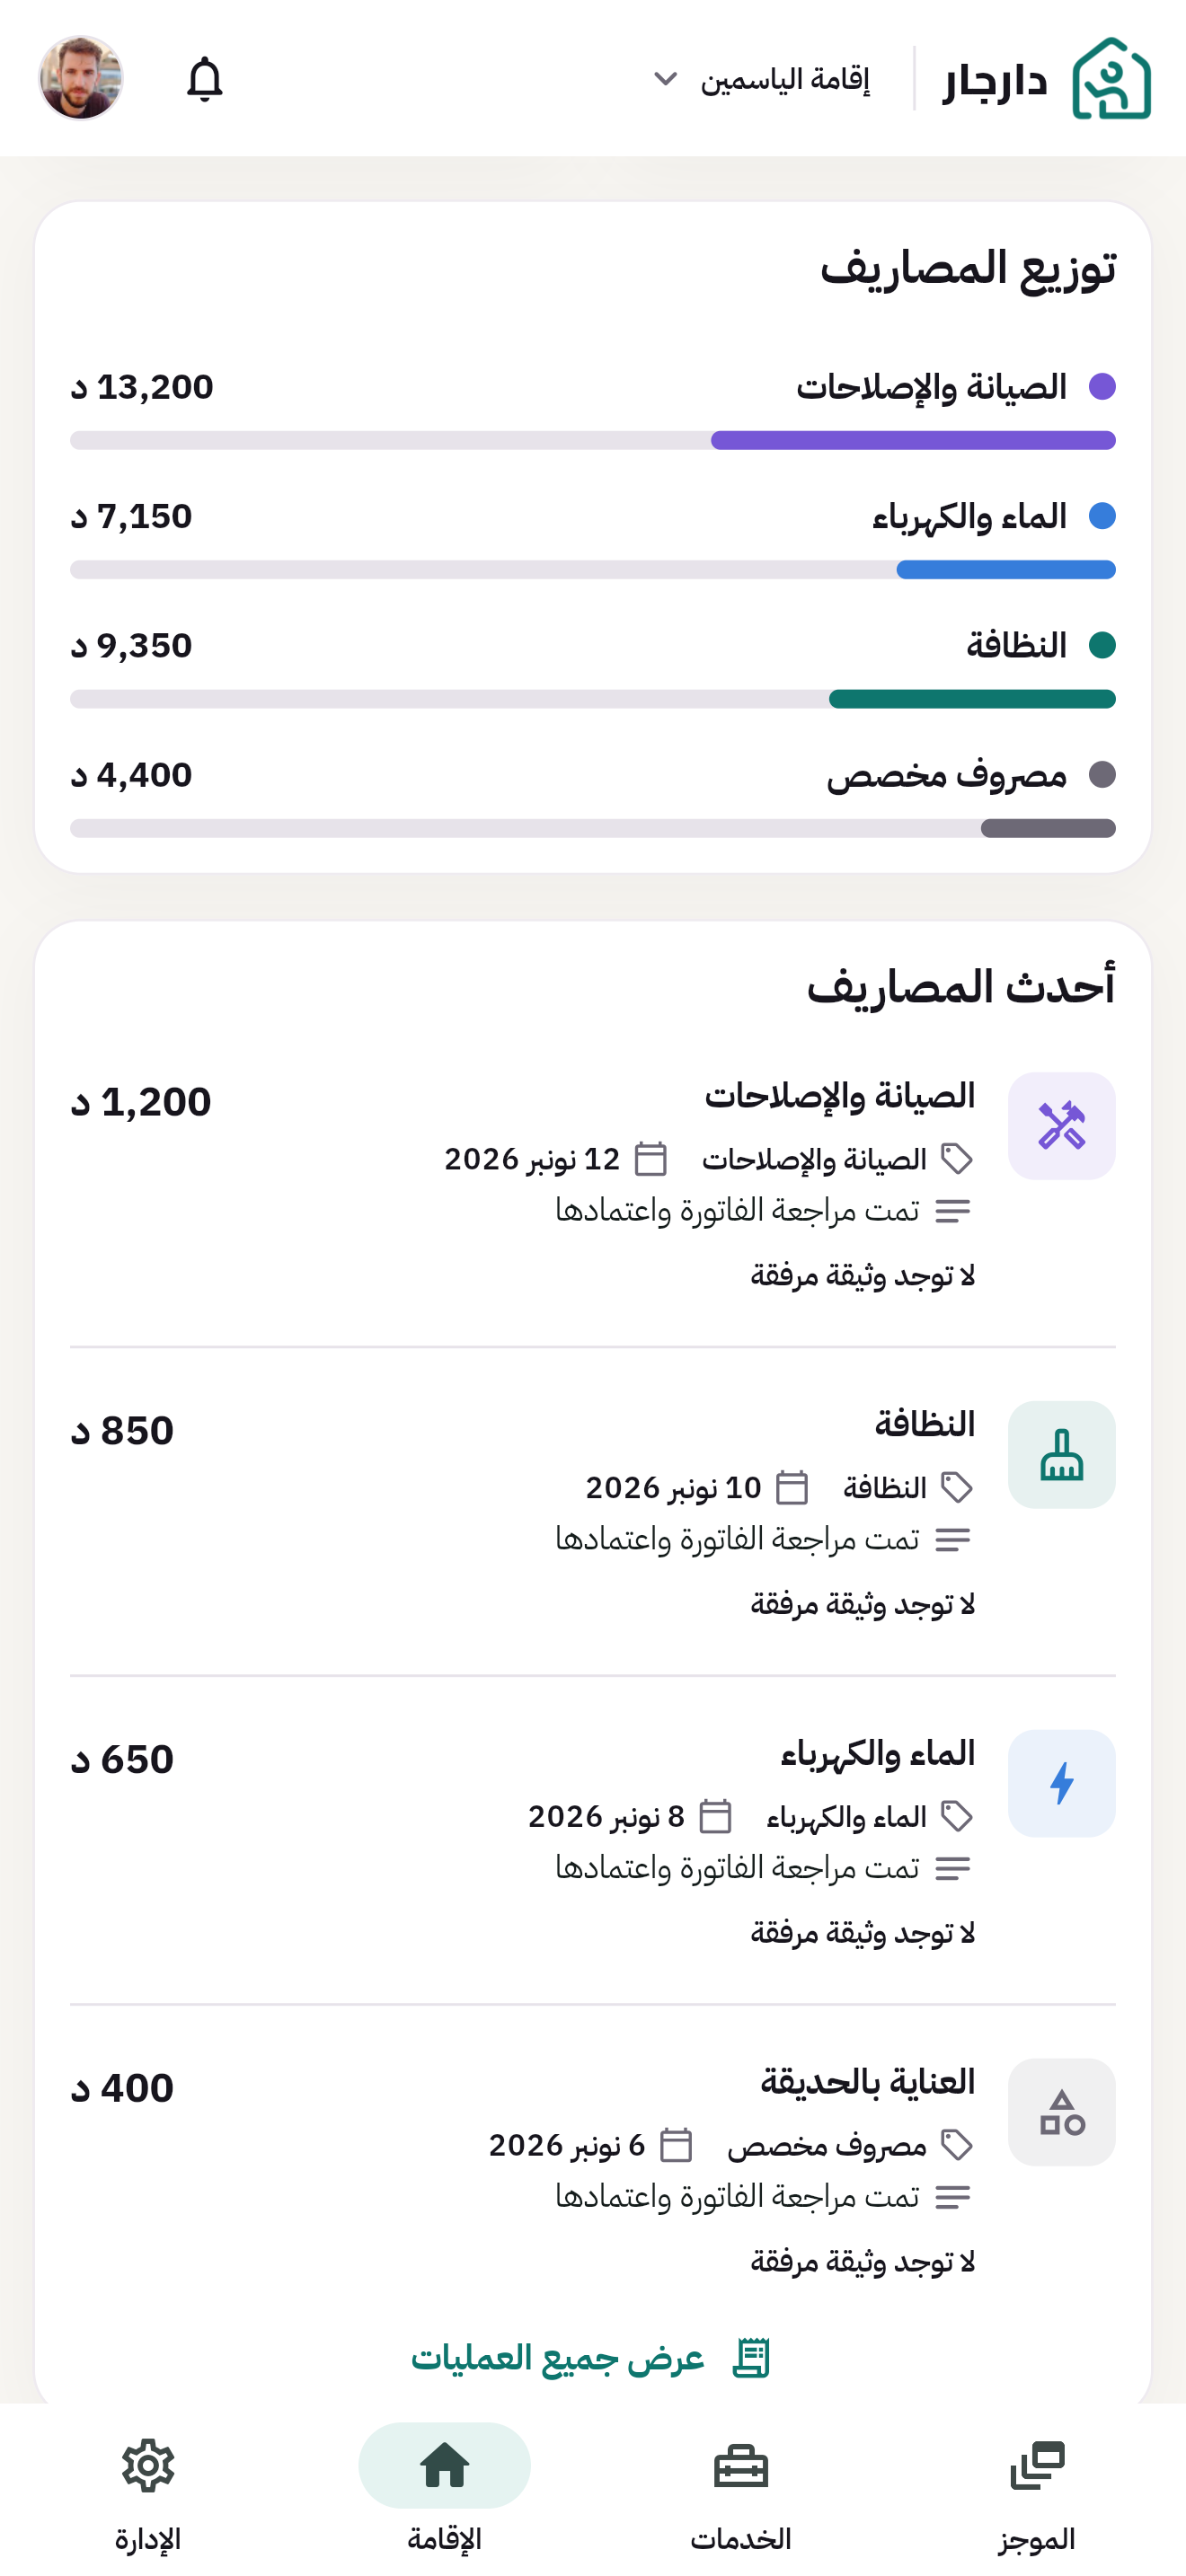 دارجار
إقامة الياسمين
توزيع المصاريف
الصيانة والإصلاحات
13,200 د
الماء والكهرباء
7,150 د
النظافة
9,350 د
مصروف مخصص
4,400 د
أحدث المصاريف
الصيانة والإصلاحات
1,200 د
الصيانة والإصلاحات 12 نونبر 2026
تمت مراجعة الفاتورة واعتمادها
لا توجد وثيقة مرفقة
النظافة
850 د
النظافة 10 نونبر 2026
تمت مراجعة الفاتورة واعتمادها
لا توجد وثيقة مرفقة
الماء والكهرباء
650 د
الماء والكهرباء 8 نونبر 2026
تمت مراجعة الفاتورة واعتمادها
لا توجد وثيقة مرفقة
العناية بالحديقة
400 د
مصروف مخصص 6 نونبر 2026
تمت مراجعة الفاتورة واعتمادها
لا توجد وثيقة مرفقة
عرض جميع العمليات
الموجز
الخدمات
الإقامة
الإدارة